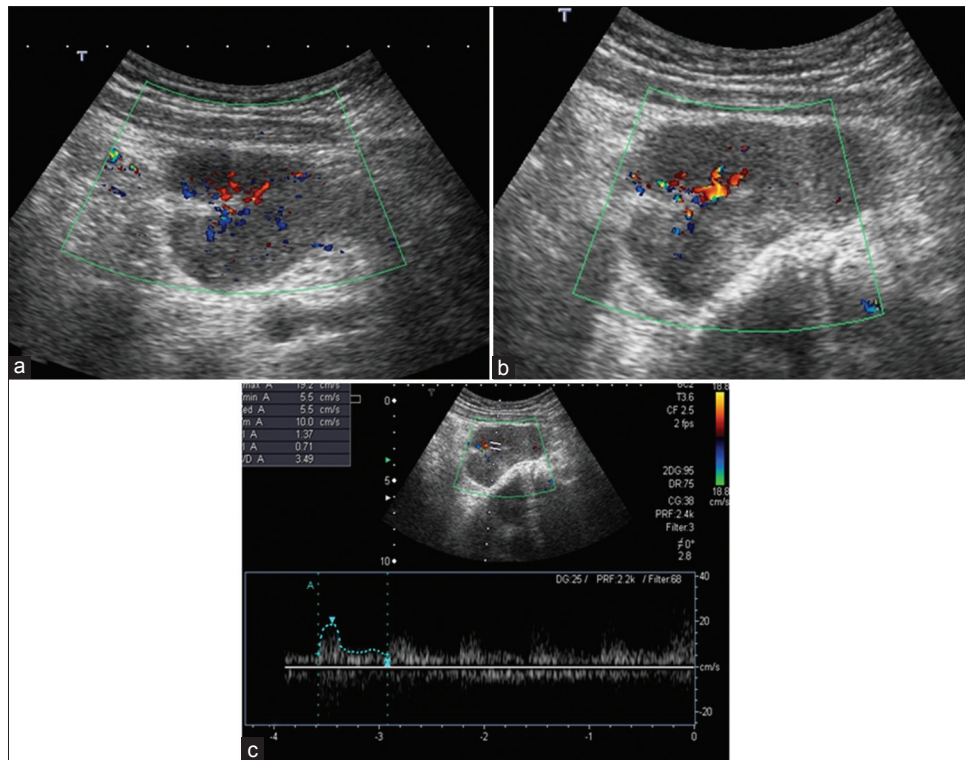 T
T
a
b
max A 19.2 cm/s
min A 5.5 cm/s
ed A 5.5 cm/s
m A 10.0 cm/s
I A 1.37
I A 0.71
/D A 3.49
T
0
5
10
6C2
T3.6
CF 2.5
2 fps
2DG:95
DR:75
CG:38
PRF:2.4k
Filter:3
0°
2.8
18.8
18.8
cm/s
A
DG:25 / PRF:2.2k / Filter:68
40
20
cm/s
-20
-4 -3 -2 -1 0
c